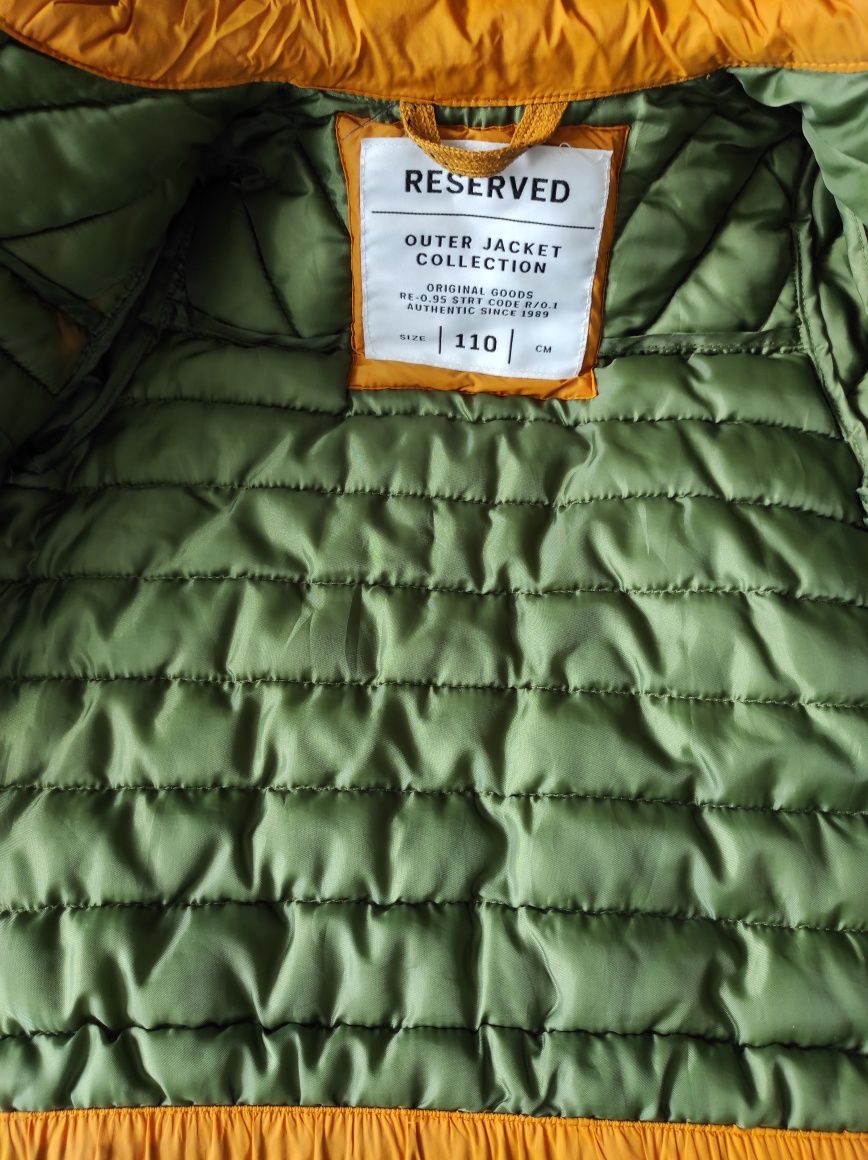 RESERVED
OUTER JACKET
COLLECTION
ORIGINAL GOODS
RE-0.95 STRT CODE R/0.1
AUTHENTIC SINCE 1989
SIZE | 110 | CM